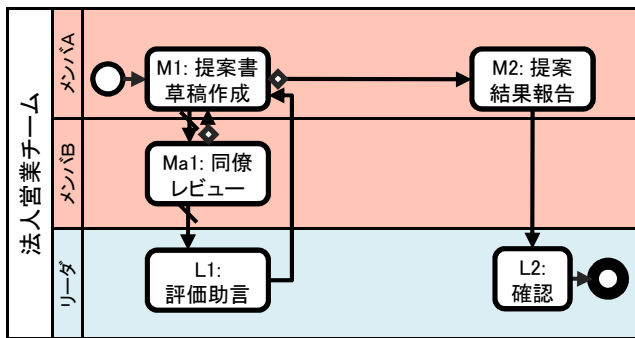 法人営業チーム
メンバA
M1: 提案書
草稿作成
M2: 提案
結果報告
メンバB
Ma1: 同僚
レビュー
リーダ
L1:
評価助言
L2:
確認